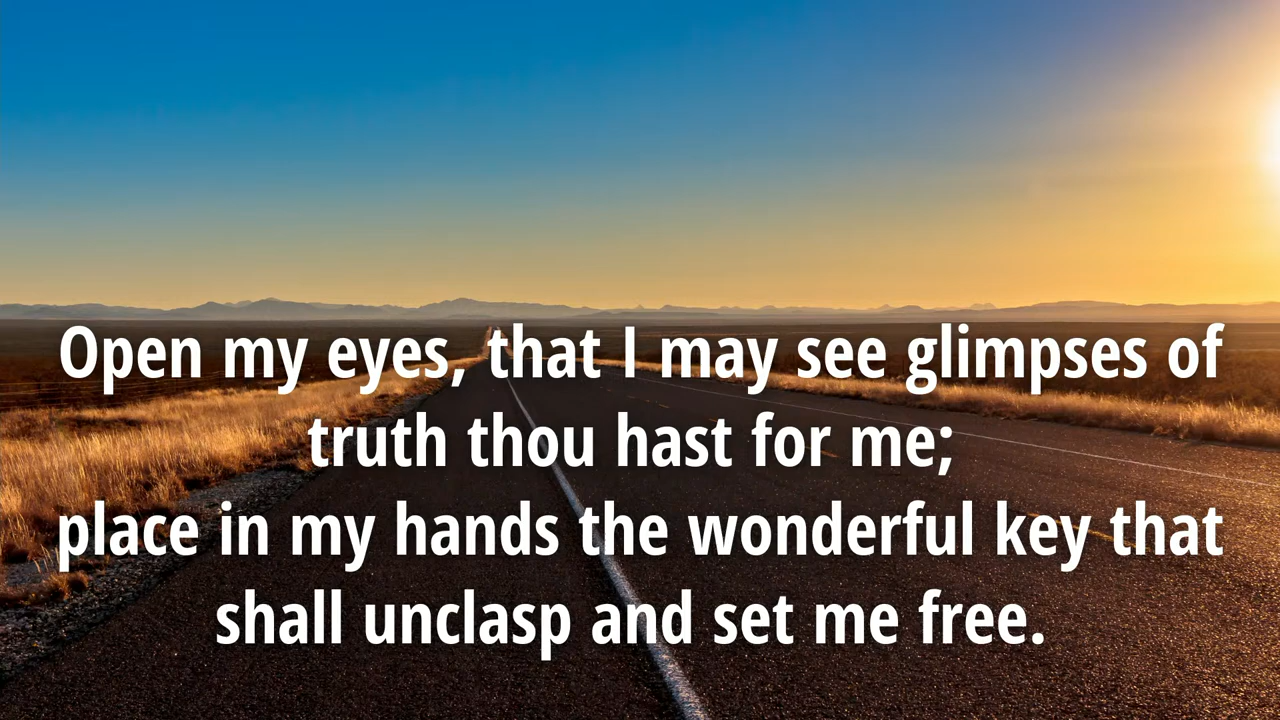 Open my eyes, that I may see glimpses of
truth thou hast for me;
place in my hands the wonderful key that
shall unclasp and set me free.